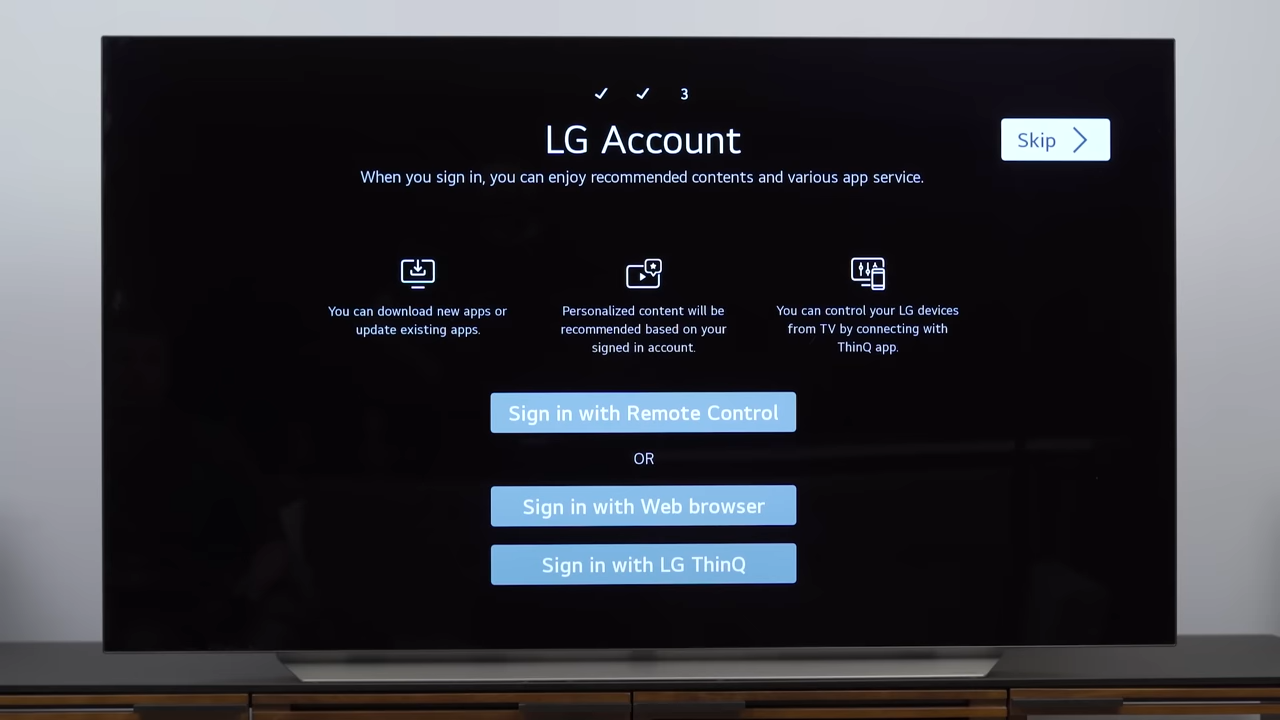 3
LG Account
Skip
When you sign in, you can enjoy recommended contents and various app service.
You can download new apps or
update existing apps.
Personalized content will be
recommended based on your
signed in account.
You can control your LG devices
from TV by connecting with
ThinQ app.
Sign in with Remote Control
OR
Sign in with Web browser
Sign in with LG ThinQ